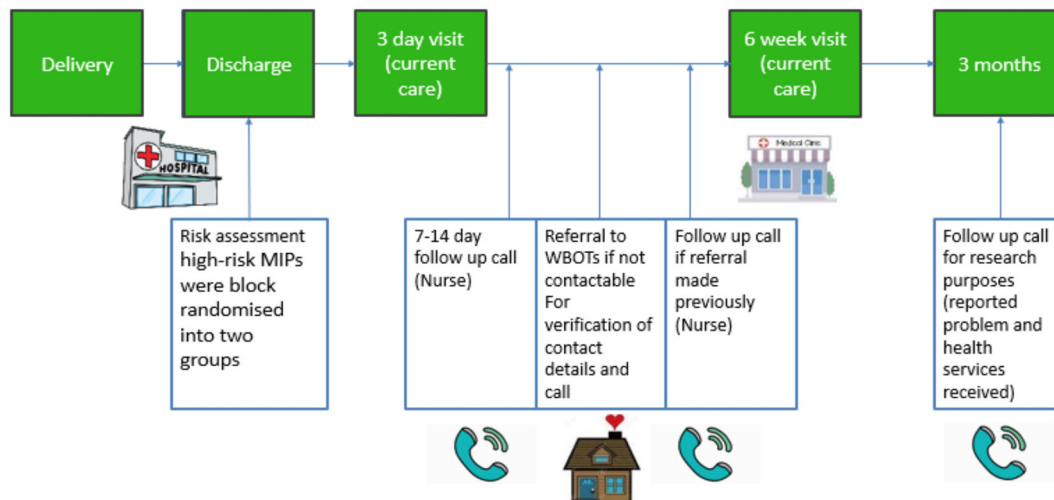 Delivery
Discharge
3 day visit
(current
care)
6 week visit
(current
care)
3 months
HOSPITAL
Medical Clinic
Risk assessment
high-risk MIPs
were block
randomised
into two
groups
7-14 day
follow up call
(Nurse)
Referral to
WBOTs if not
contactable
For
verification of
contact
details and
call
Follow up call
if referral
made
previously
(Nurse)
Follow up call
for research
purposes
(reported
problem and
health
services
received)